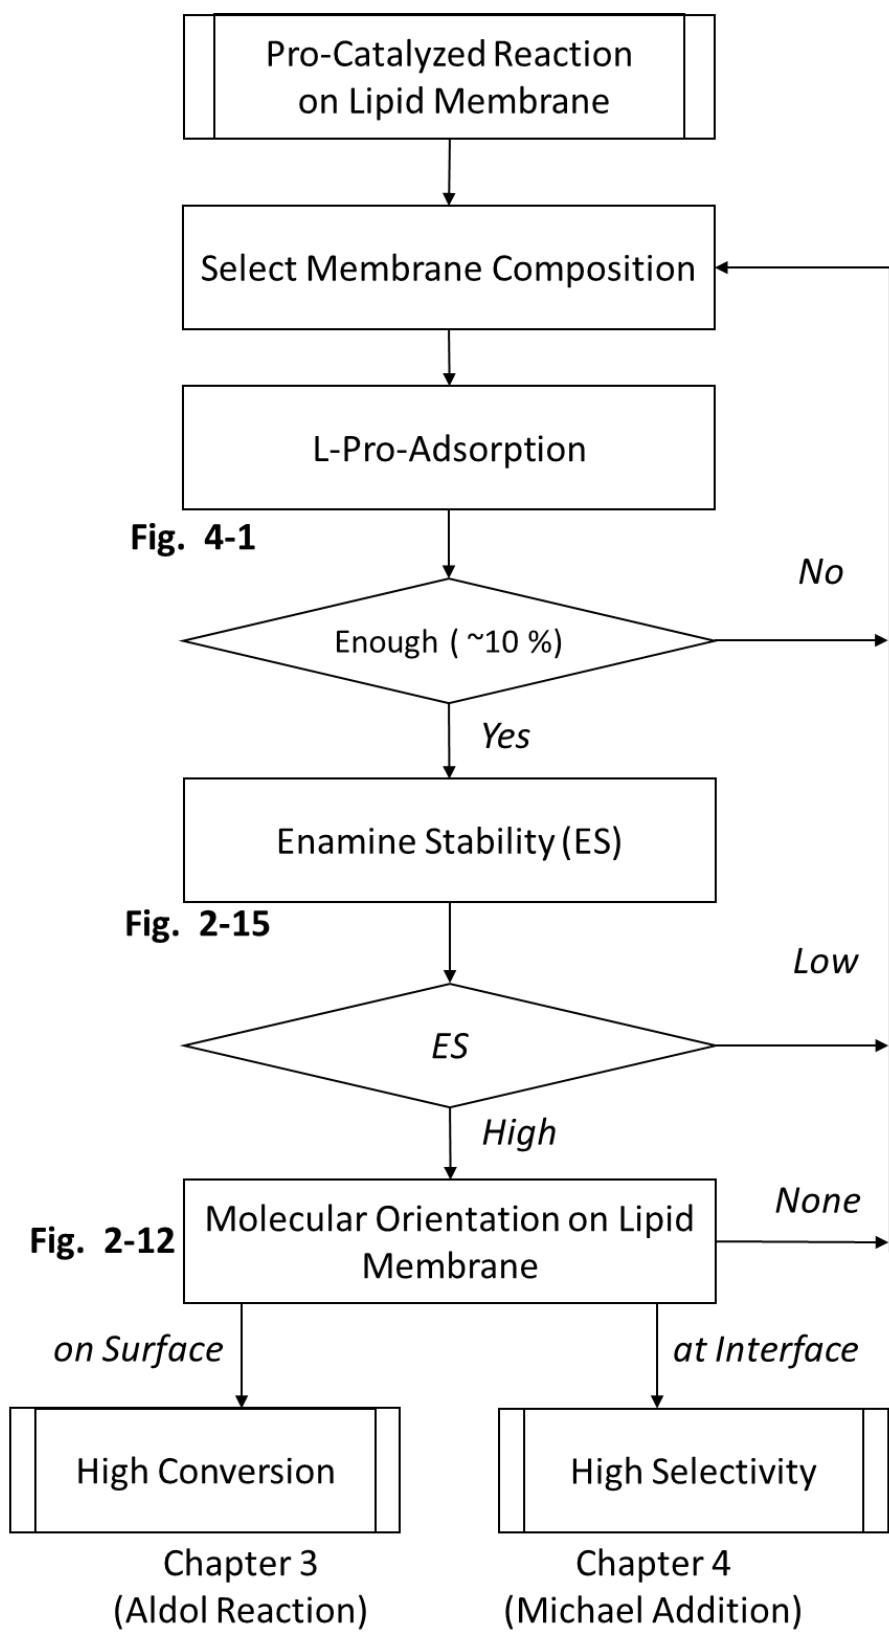 Pro-Catalyzed Reaction
on Lipid Membrane
Select Membrane Composition
L-Pro-Adsorption
Fig. 4-1
No
Enough ( ~10 %)
Yes
Enamine Stability (ES)
Fig. 2-15
Low
ES
High
None
Molecular Orientation on Lipid
Membrane
Fig. 2-12
on Surface
at Interface
High Conversion
High Selectivity
Chapter 3
(Aldol Reaction)
Chapter 4
(Michael Addition)